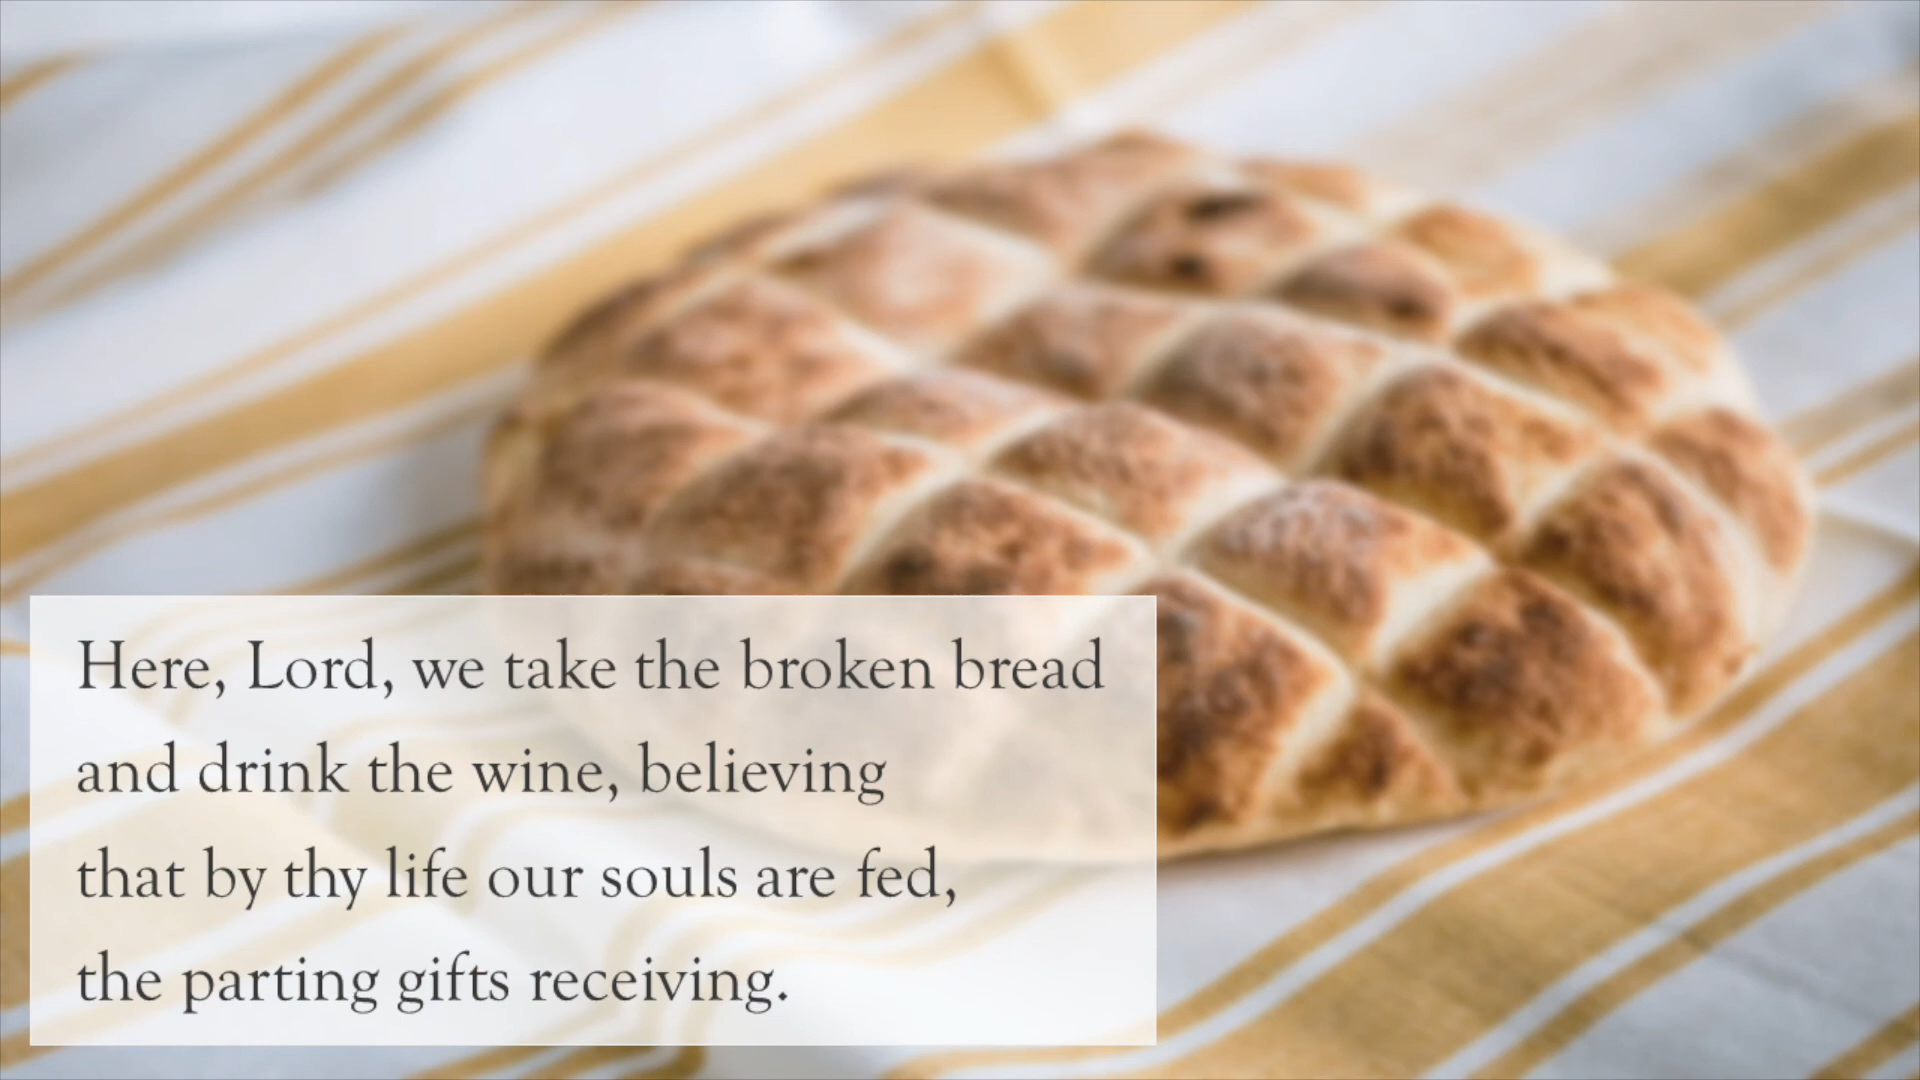 Here, Lord, we take the broken bread
and drink the wine, believing
that by thy life our souls are fed,
the parting gifts receiving.